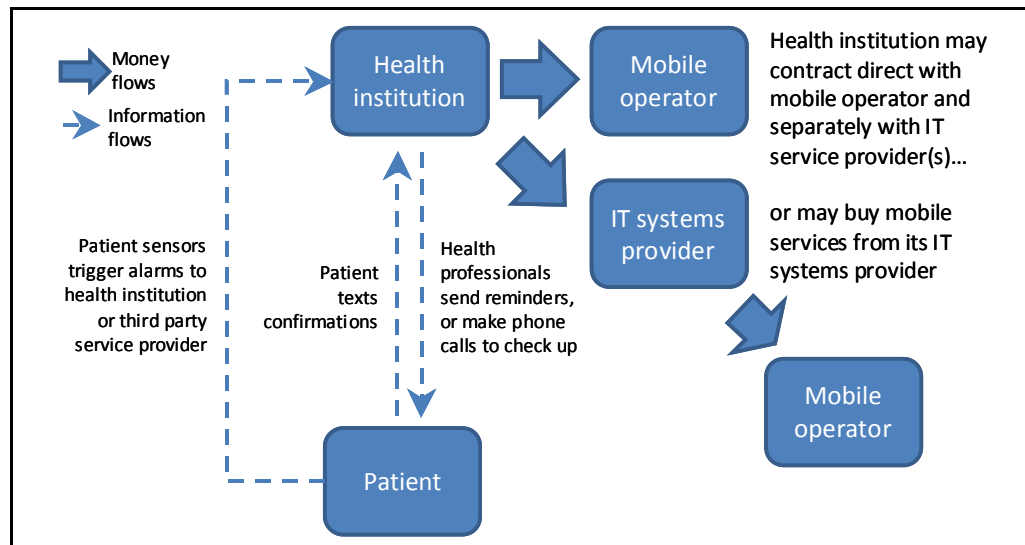 Money
flows
Information
flows
Health
institution
Mobile
operator
Health institution may
contract direct with
mobile operator and
separately with IT
service provider(s)...
IT systems
provider
or may buy mobile
services from its IT
systems provider
Patient sensors
trigger alarms to
health institution
or third party
service provider
Patient
texts
confirmations
Health
professionals
send reminders,
or make phone
calls to check up
Mobile
operator
Patient